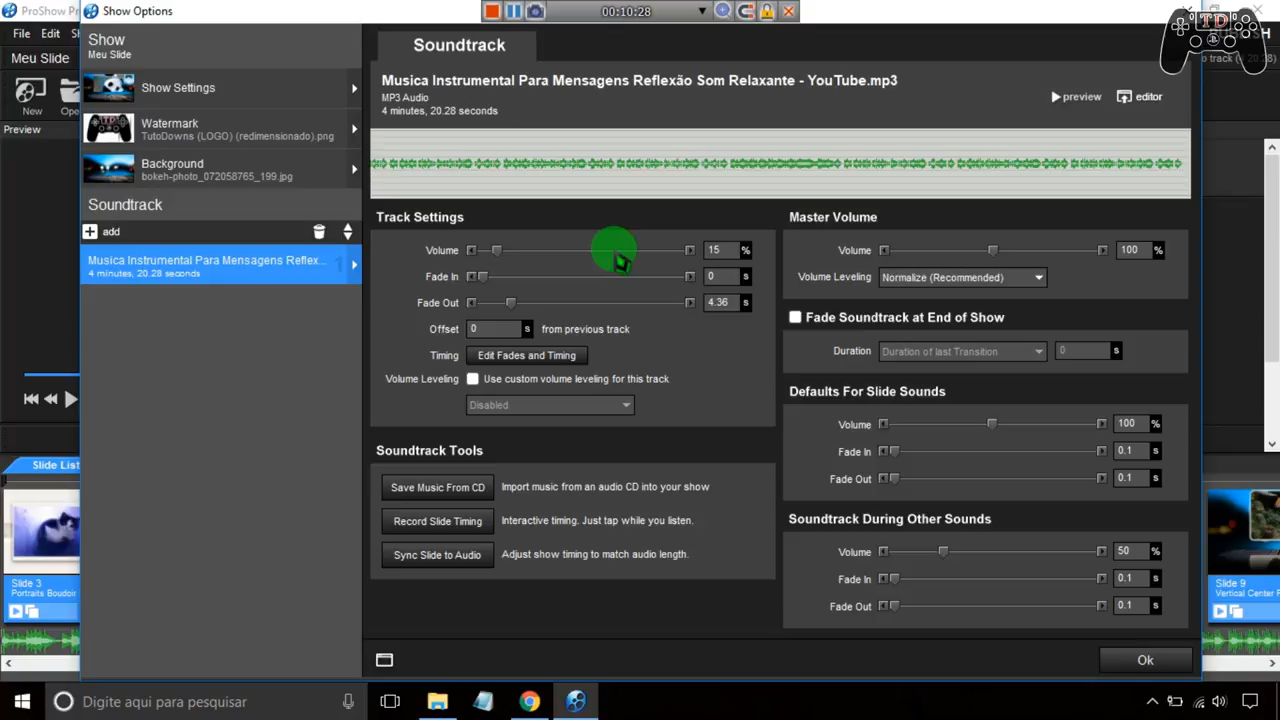 ProShow
Show Options
00:10:28
TD
File Edit
Meu Slide
New
Preview
Show
Meu Slide
Show Settings
Watermark
TutoDowns (LOGO) (redimensionado).png
Background
bokeh-photo_072058765_199.jpg
Soundtrack
add
Musica Instrumental Para Mensagens Reflex... 1
4 minutes, 20.28 seconds
Soundtrack
Musica Instrumental Para Mensagens Reflexão Som Relaxante - YouTube.mp3
MP3 Audio
4 minutes, 20.28 seconds
preview editor
Track Settings
Volume 15 %
Fade In 0 s
Fade Out 4.36 s
Offset 0 s from previous track
Timing Edit Fades and Timing
Volume Leveling Use custom volume leveling for this track
Disabled
Soundtrack Tools
Save Music From CD Import music from an audio CD into your show
Record Slide Timing Interactive timing. Just tap while you listen.
Sync Slide to Audio Adjust show timing to match audio length.
Master Volume
Volume 100 %
Volume Leveling Normalize (Recommended)
Fade Soundtrack at End of Show
Duration Duration of last Transition 0 s
Defaults For Slide Sounds
Volume 100 %
Fade In 0.1 s
Fade Out 0.1 s
Soundtrack During Other Sounds
Volume 50 %
Fade In 0.1 s
Fade Out 0.1 s
Ok
Slide List
Slide 3
Portraits Boudoir
Slide 9
Vertical Center
Digite aqui para pesquisar